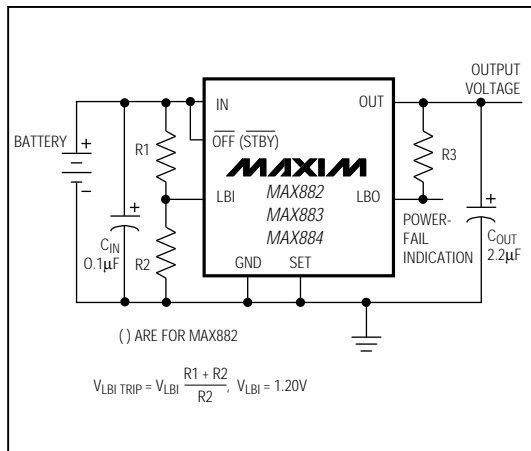 OUTPUT
VOLTAGE
IN
OUT
BATTERY
+
−
R1
OFF (STBY)
MAXIM
R3
LBI
MAX882
LBO
MAX883
MAX884
+
CIN
0.1µF
R2
POWER-
FAIL
INDICATION
+
COUT
2.2µF
GND
SET
( ) ARE FOR MAX882
VLBI TRIP = VLBI R1 + R2 / R2, VLBI = 1.20V